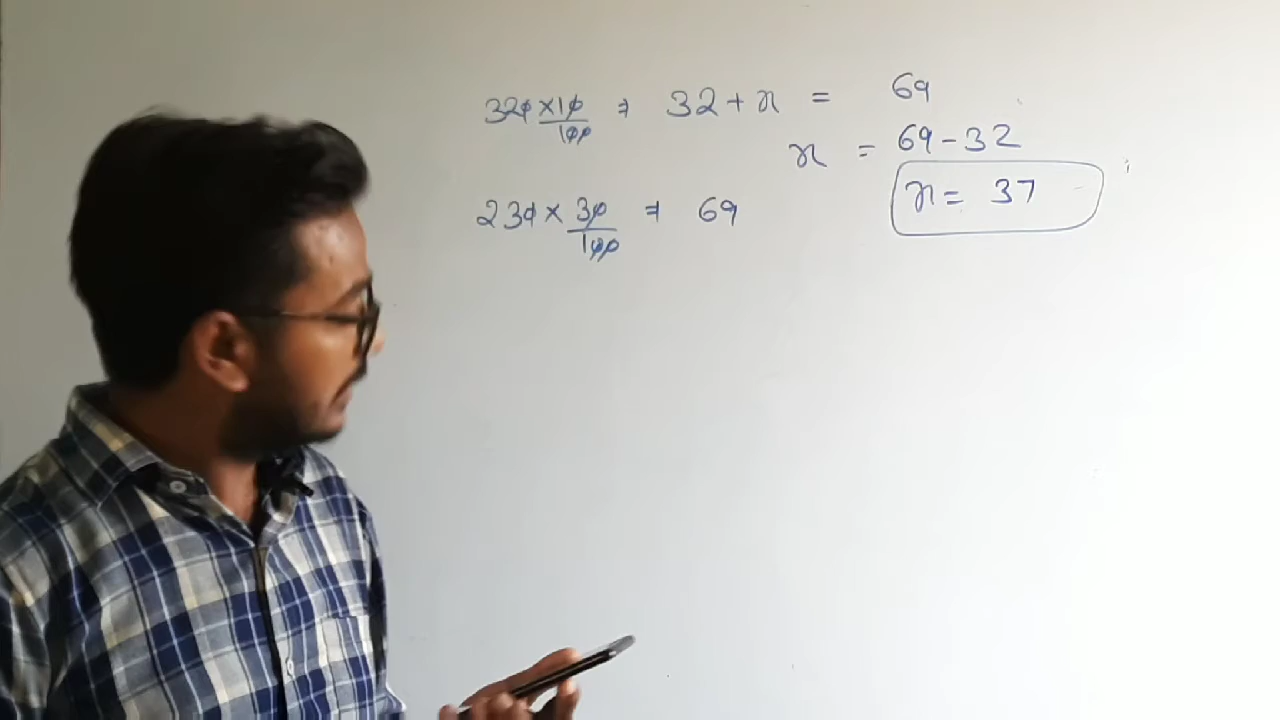 320 × 10/100 ⇒ 32 + x = 69
x = 69 - 32
x = 37
230 × 30/100 ⇒ 69